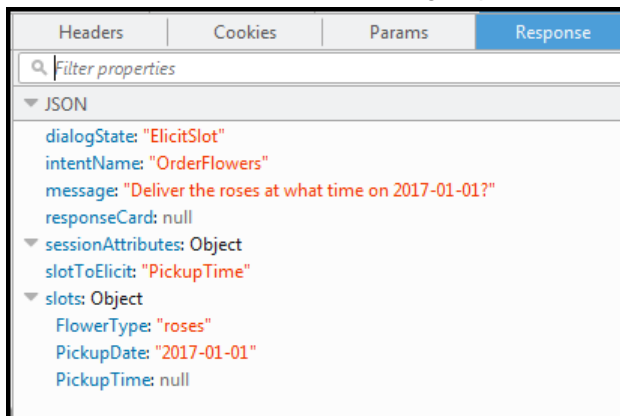 Headers Cookies Params Response
Filter properties
JSON
dialogState: "ElicitSlot"
intentName: "OrderFlowers"
message: "Deliver the roses at what time on 2017-01-01?"
responseCard: null
sessionAttributes: Object
slotToElicit: "PickupTime"
slots: Object
FlowerType: "roses"
PickupDate: "2017-01-01"
PickupTime: null